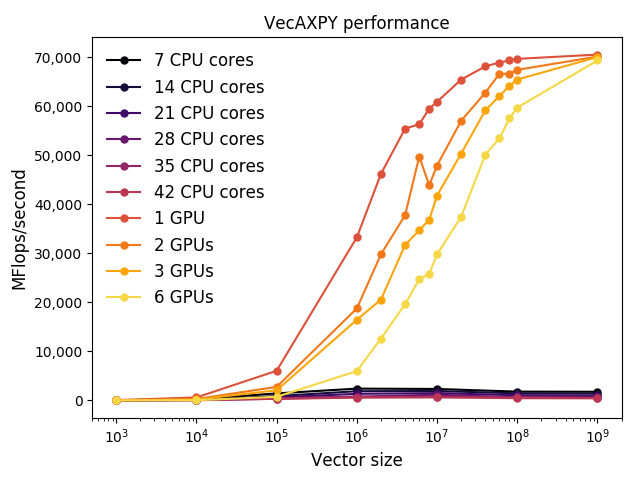 VecAXPY performance
MFlops/second
70,000
60,000
50,000
40,000
30,000
20,000
10,000
0
7 CPU cores
14 CPU cores
21 CPU cores
28 CPU cores
35 CPU cores
42 CPU cores
1 GPU
2 GPUs
3 GPUs
6 GPUs
10³ 10⁴ 10⁵ 10⁶ 10⁷ 10⁸ 10⁹
Vector size